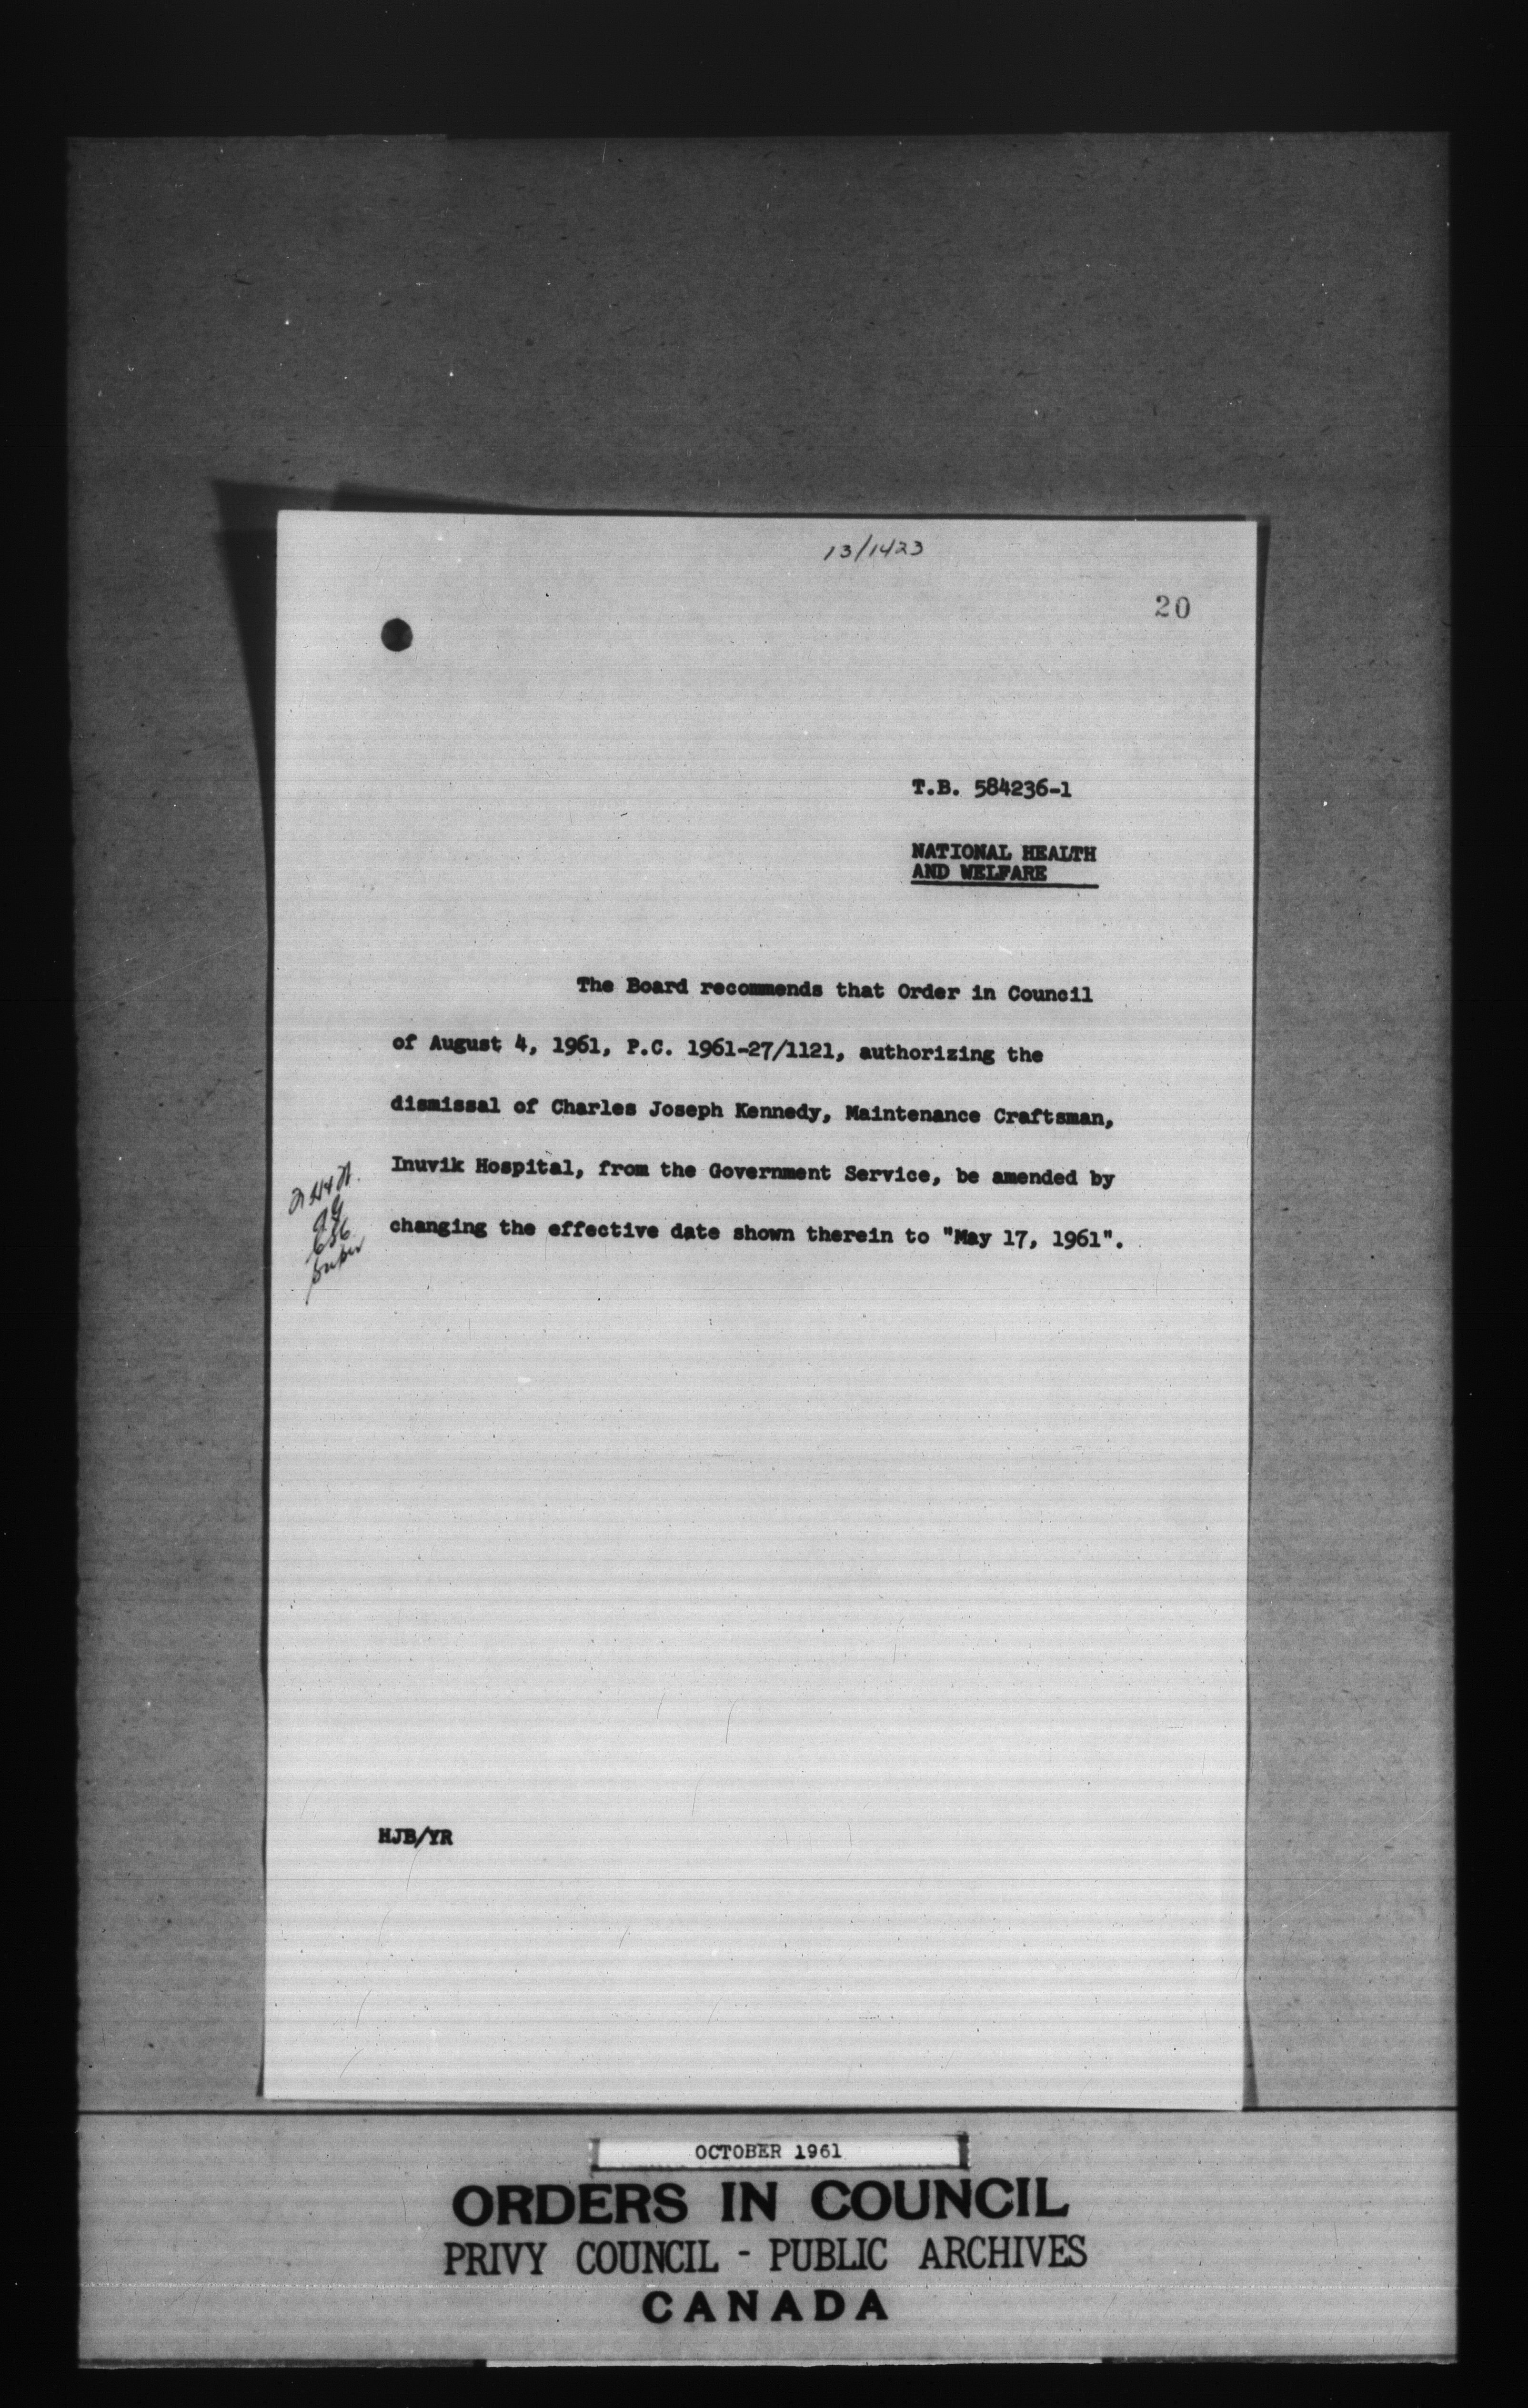 13/1423
20
T.B. 584236-1
NATIONAL HEALTH
AND WELFARE
The Board recommends that Order in Council
of August 4, 1961, P.C. 1961-27/1121, authorizing the
dismissal of Charles Joseph Kennedy, Maintenance Craftsman,
Inuvik Hospital, from the Government Service, be amended by
changing the effective date shown therein to "May 17, 1961".
HJB/YR
OCTOBER 1961
ORDERS IN COUNCIL
PRIVY COUNCIL - PUBLIC ARCHIVES
CANADA